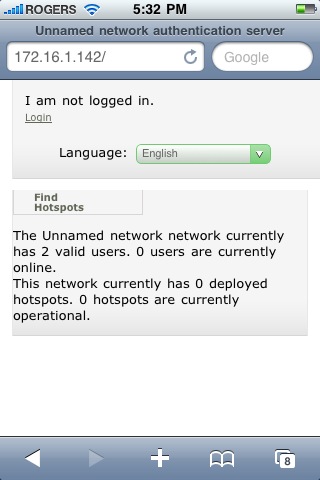 ROGERS 5:32 PM
Unnamed network authentication server
172.16.1.142/ Google
I am not logged in.
Login
Language: English
Find
Hotspots
The Unnamed network network currently
has 2 valid users. 0 users are currently
online.
This network currently has 0 deployed
hotspots. 0 hotspots are currently
operational.
8